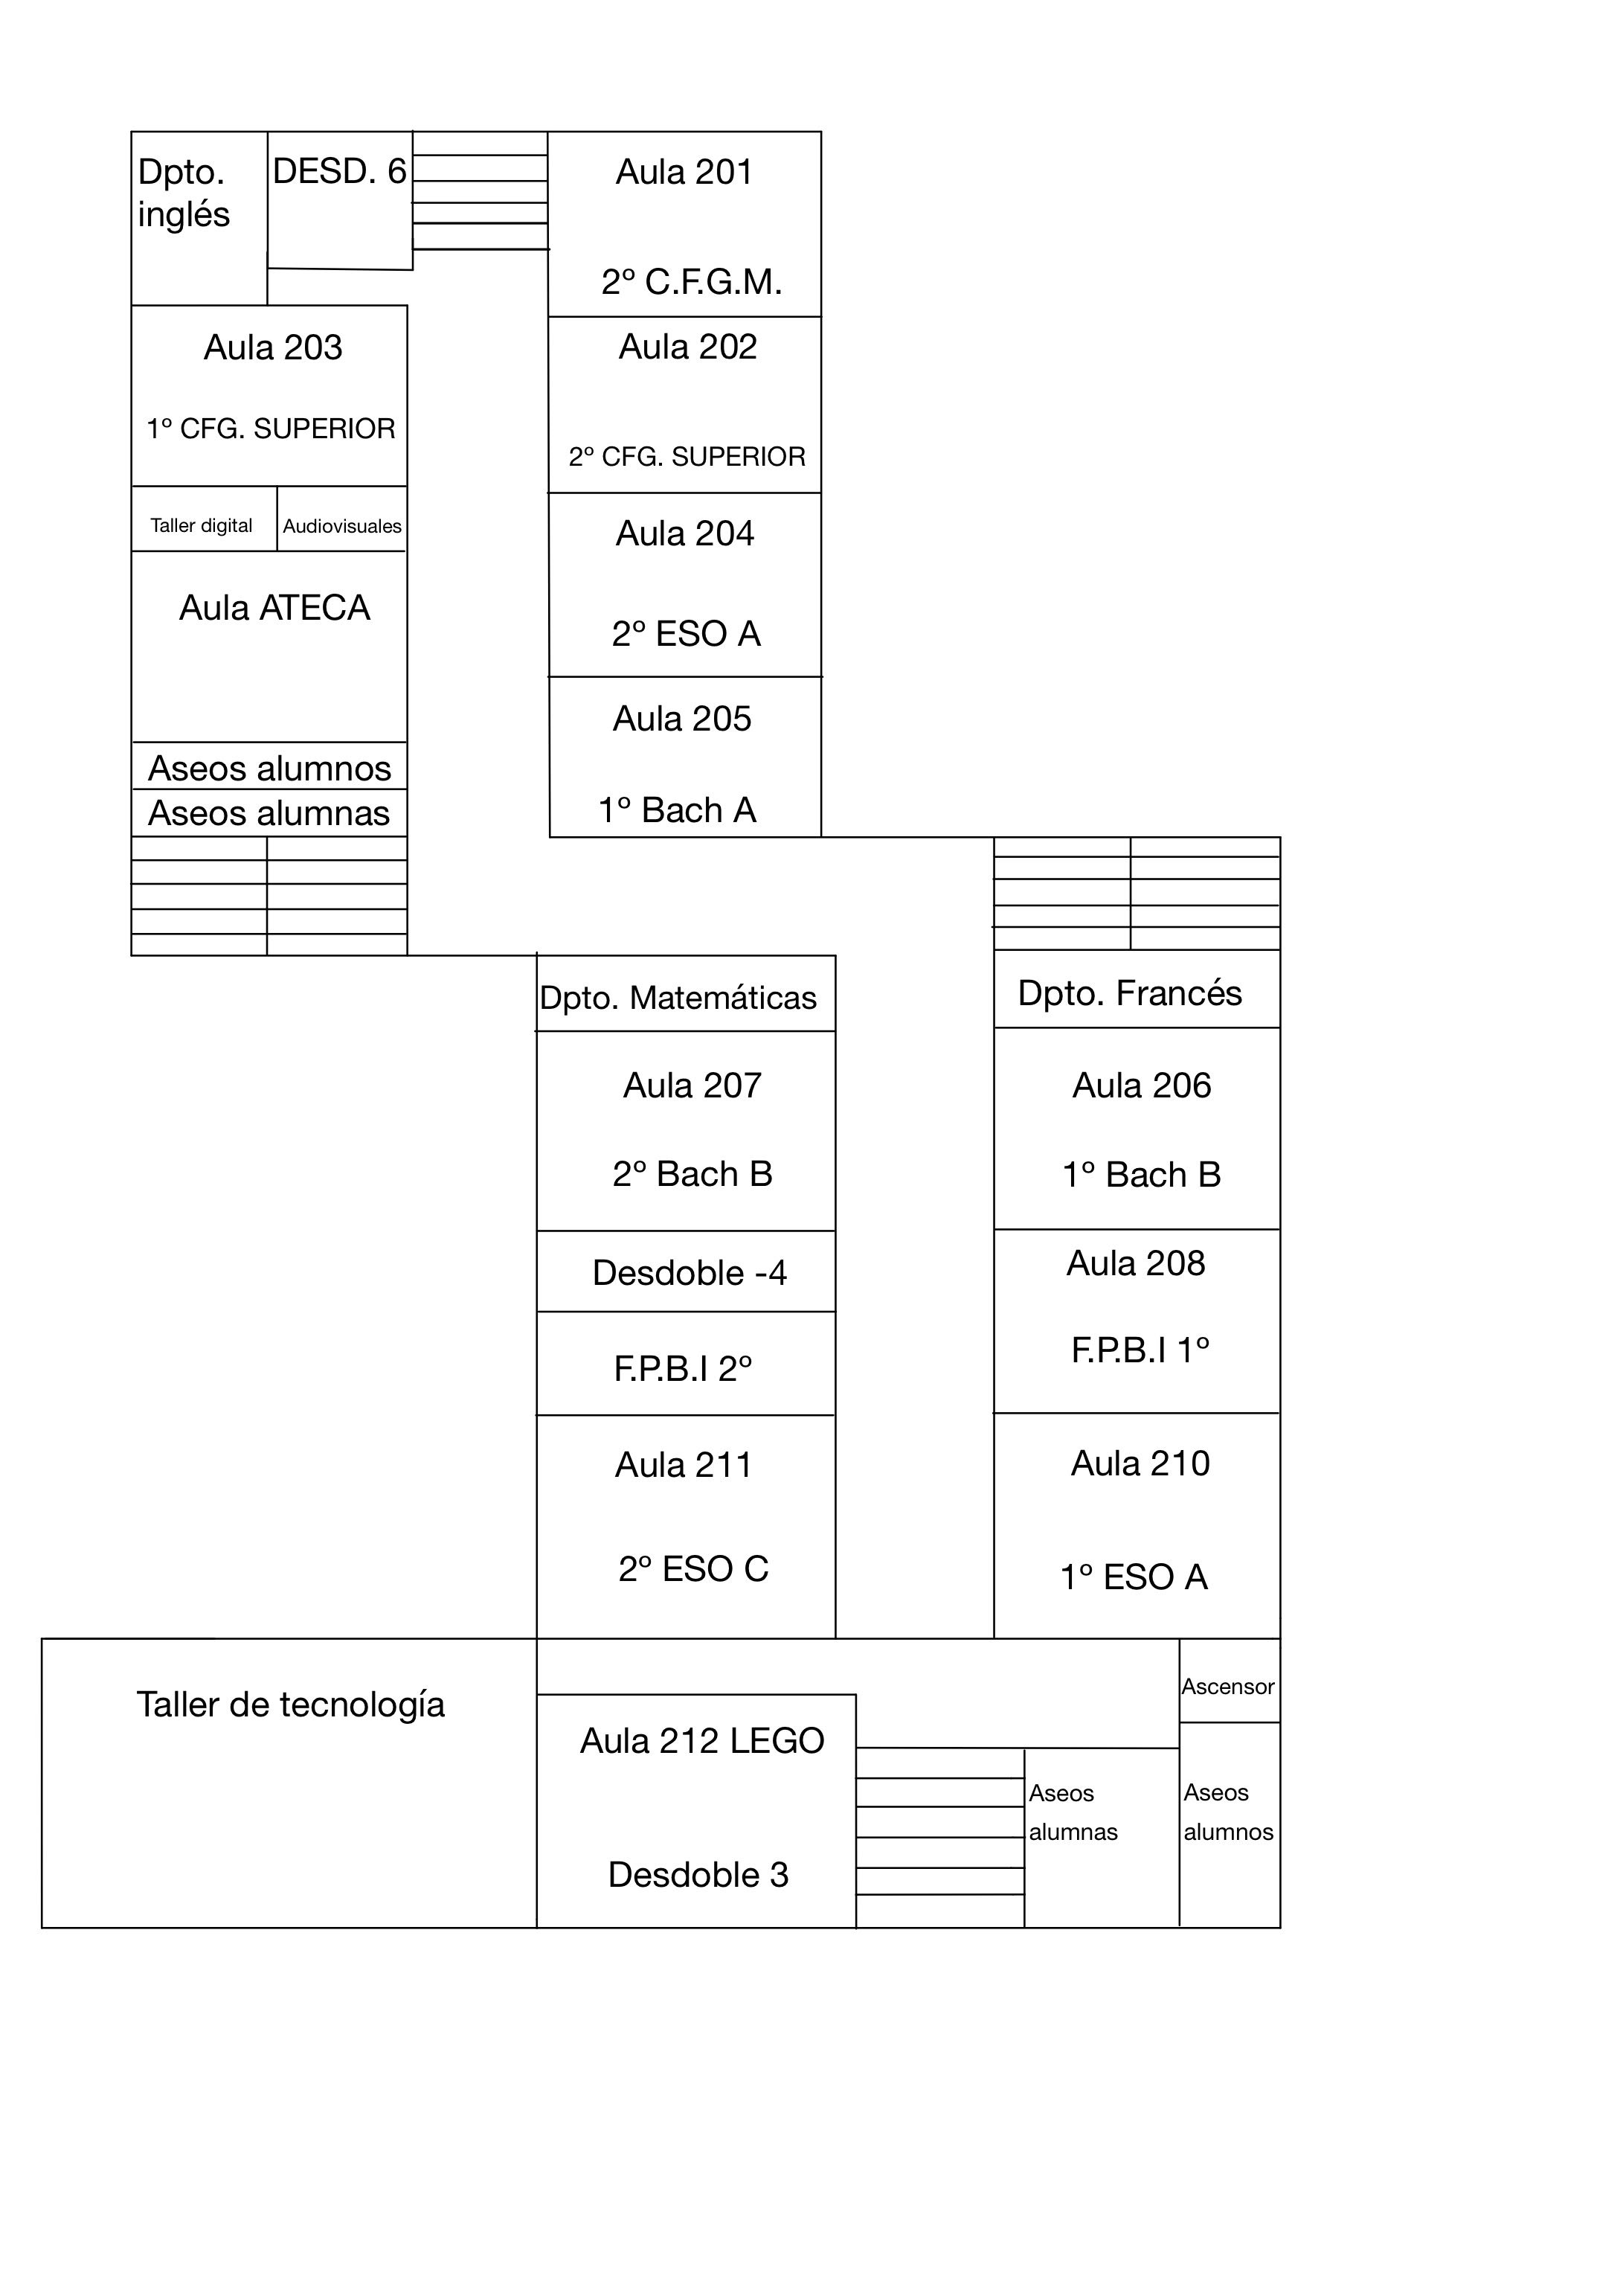 Dpto.
inglés
DESD. 6
Aula 201
2º C.F.G.M.
Aula 203
1º CFG. SUPERIOR
Aula 202
2º CFG. SUPERIOR
Taller digital
Audiovisuales
Aula 204
2º ESO A
Aula ATECA
Aula 205
1º Bach A
Aseos alumnos
Aseos alumnas
Dpto. Matemáticas
Dpto. Francés
Aula 207
2º Bach B
Aula 206
1º Bach B
Desdoble -4
F.P.B.I 2º
Aula 208
F.P.B.I 1º
Aula 211
2º ESO C
Aula 210
1º ESO A
Taller de tecnología
Aula 212 LEGO
Desdoble 3
Ascensor
Aseos
alumnas
Aseos
alumnos